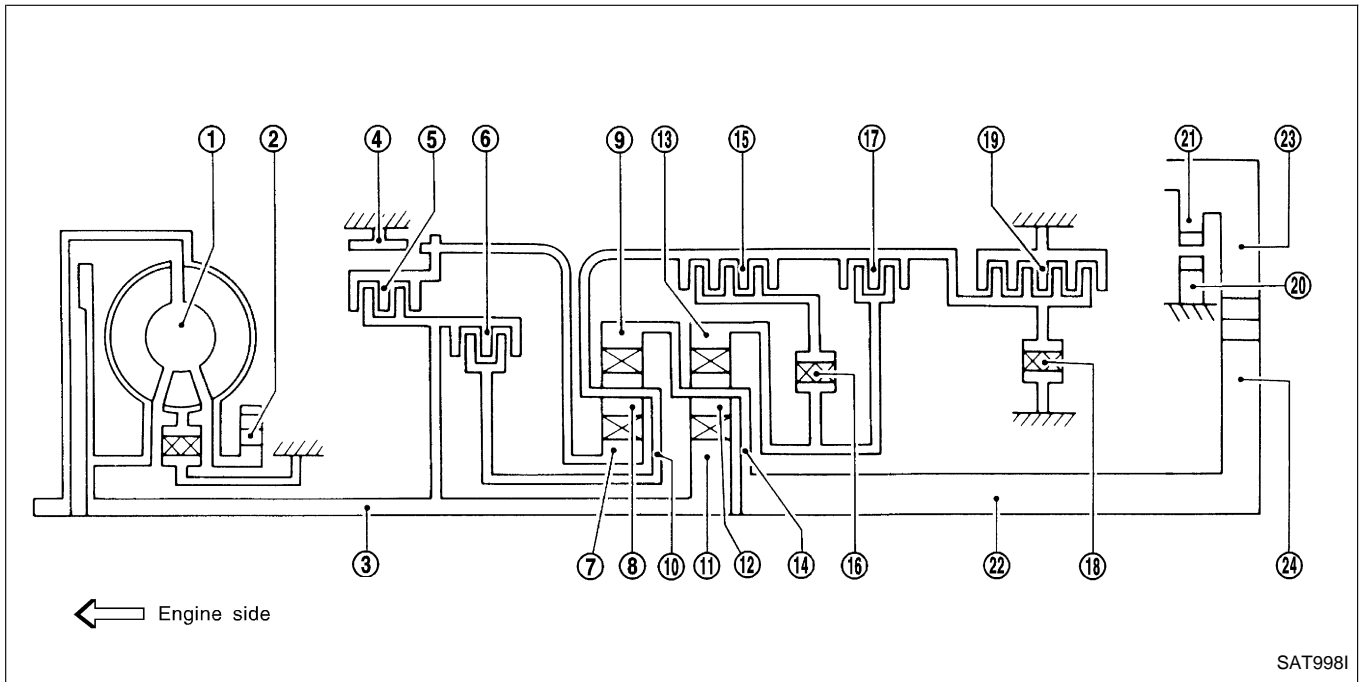 ① ② ④ ⑤ ⑥ ⑨ ⑬ ⑮ ⑰ ⑲ ㉑ ㉓
⑳
③ ⑦ ⑧ ⑩ ⑪ ⑫ ⑭ ⑯ ㉒ ⑱ ㉔
Engine side
SAT998I